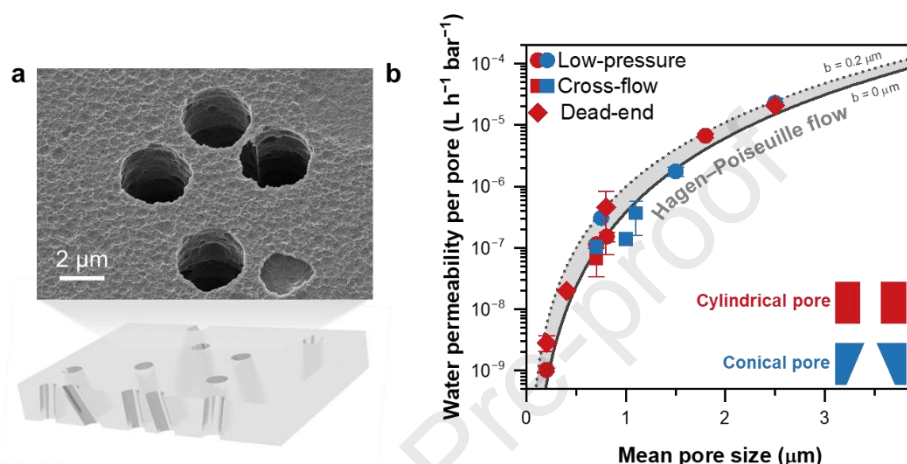 a
2 µm
b
Water permeability per pore (L h⁻¹ bar⁻¹)
10⁻⁴
10⁻⁵
10⁻⁶
10⁻⁷
10⁻⁸
10⁻⁹
Low-pressure
Cross-flow
Dead-end
b = 0.2 µm
b = 0 µm
Hagen–Poiseuille flow
Cylindrical pore
Conical pore
0 1 2 3
Mean pore size (µm)
Pre-proof